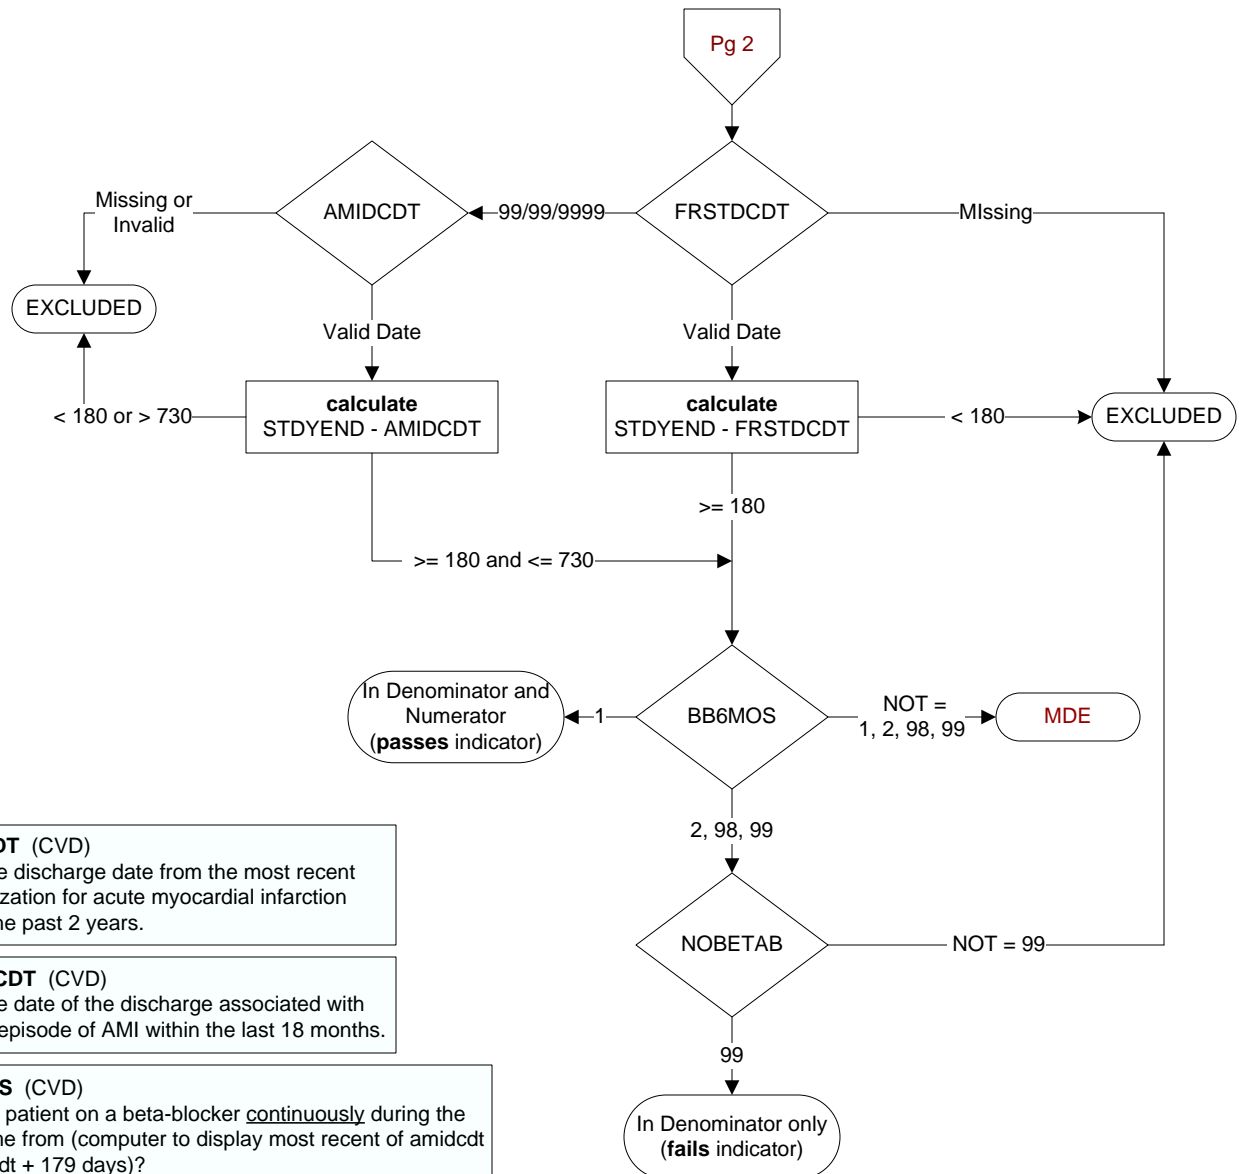 Pg 2
AMIDCDT
99/99/9999
FRSTDCDT
MIssing
Missing or
Invalid
EXCLUDED
Valid Date
Valid Date
< 180 or > 730
calculate
STDYEND - AMIDCDT
calculate
STDYEND - FRSTDCDT
< 180
EXCLUDED
>= 180
>= 180 and <= 730
In Denominator and
Numerator
(passes indicator)
1
BB6MOS
NOT =
1, 2, 98, 99
MDE
2, 98, 99
NOBETAB
NOT = 99
99
In Denominator only
(fails indicator)
DT (CVD)
e discharge date from the most recent
zation for acute myocardial infarction
ne past 2 years.
CDT (CVD)
e date of the discharge associated with
episode of AMI within the last 18 months.
S (CVD)
patient on a beta-blocker continuously during the
ne from (computer to display most recent of amidcdt
dt + 179 days)?